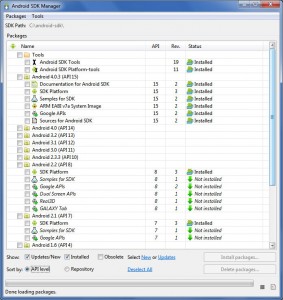 Android SDK Manager
Packages Tools
SDK Path: C:\android-sdk\
Packages
Name API Rev. Status
Tools
Android SDK Tools 19 Installed
Android SDK Platform-tools 11 Installed
Android 4.0.3 (API 15)
Documentation for Android SDK 15 2 Installed
SDK Platform 15 3 Installed
Samples for SDK 15 2 Installed
ARM EABI v7a System Image 15 2 Installed
Google APIs 15 2 Installed
Sources for Android SDK 15 2 Installed
Android 4.0 (API 14)
Android 3.2 (API 13)
Android 3.1 (API 12)
Android 3.0 (API 11)
Android 2.3.3 (API 10)
Android 2.2 (API 8)
SDK Platform 8 3 Installed
Samples for SDK 8 1 Not installed
Google APIs 8 2 Not installed
Dual Screen APIs 8 1 Not installed
Real3D 8 1 Not installed
GALAXY Tab 8 1 Not installed
Android 2.1 (API 7)
SDK Platform 7 3 Installed
Samples for SDK 7 1 Not installed
Google APIs 7 1 Not installed
Android 1.6 (API 4)
Show: Updates/New Installed Obsolete Select New or Updates Install packages...
Sort by: API level Repository Deselect All Delete packages...
Done loading packages.